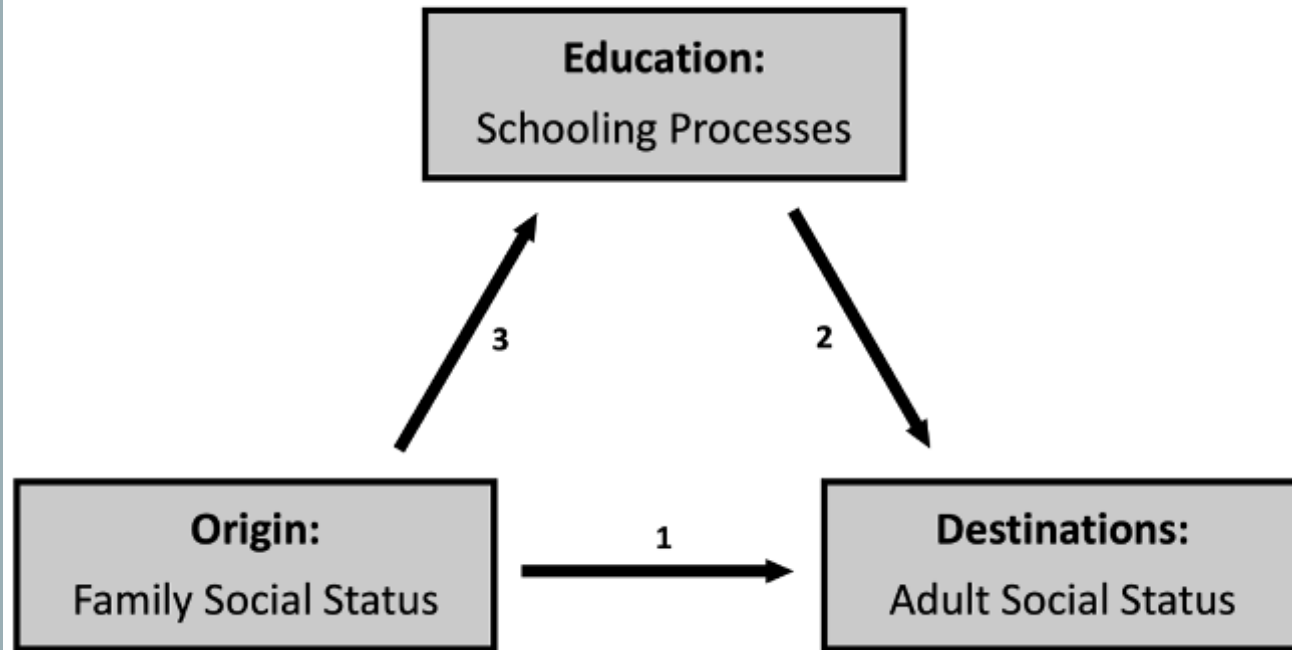 Education:
Schooling Processes
3
2
Origin:
Family Social Status
1
Destinations:
Adult Social Status